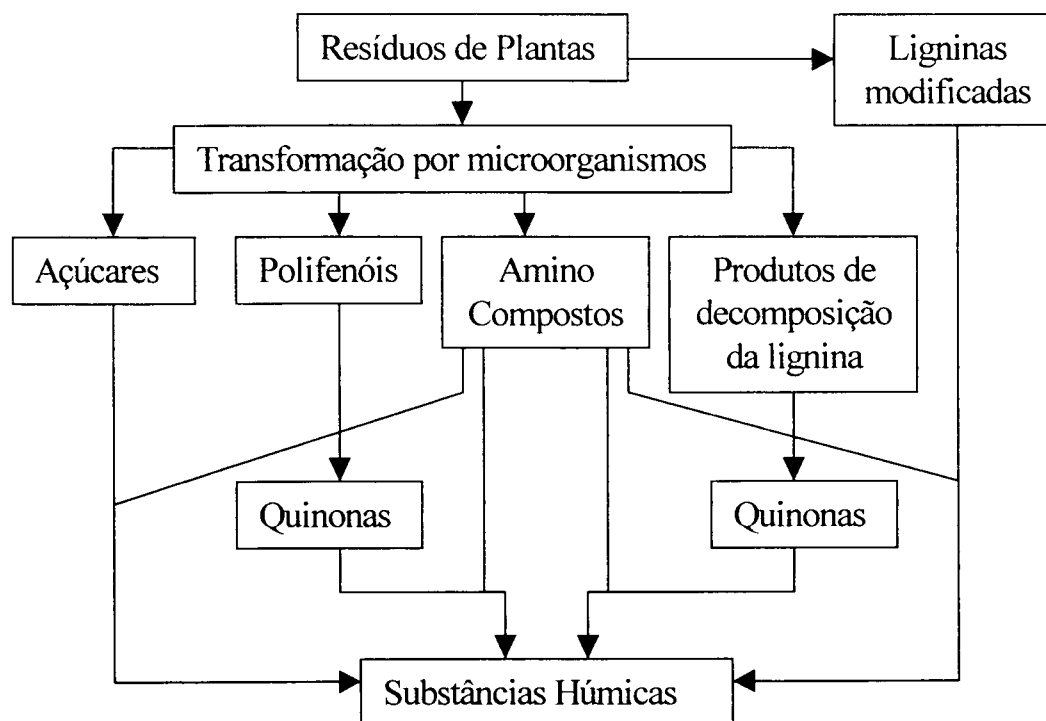 Resíduos de Plantas
Ligninas
modificadas
Transformação por microorganismos
Açúcares
Polifenóis
Amino
Compostos
Produtos de
decomposição
da lignina
Quinonas
Quinonas
Substâncias Húmicas